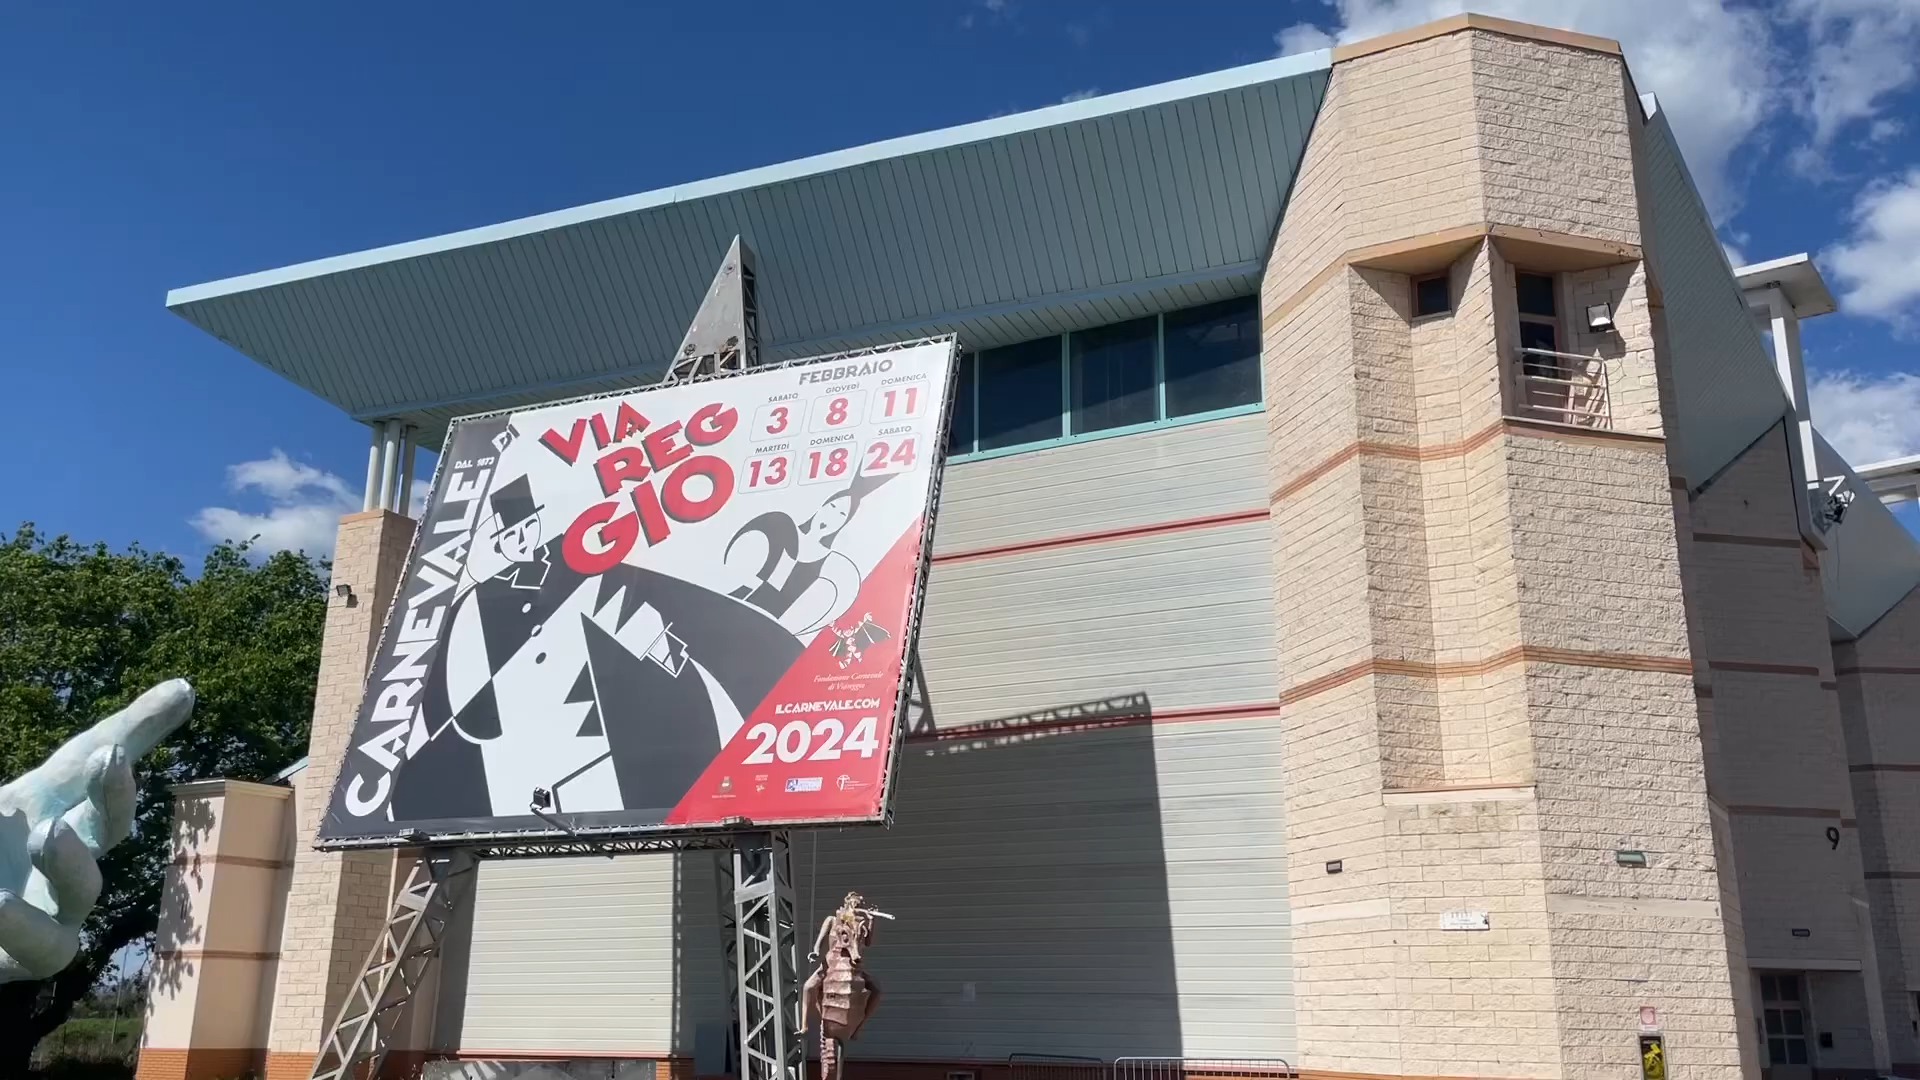 CARNEVALE DI
DAL 1873
VIA
REG
GIO
FEBBRAIO
SABATO GIOVEDÌ DOMENICA
3 8 11
MARTEDÌ DOMENICA SABATO
13 18 24
Fondazione Carnevale
di Viareggio
ILCARNEVALE.COM
2024
9